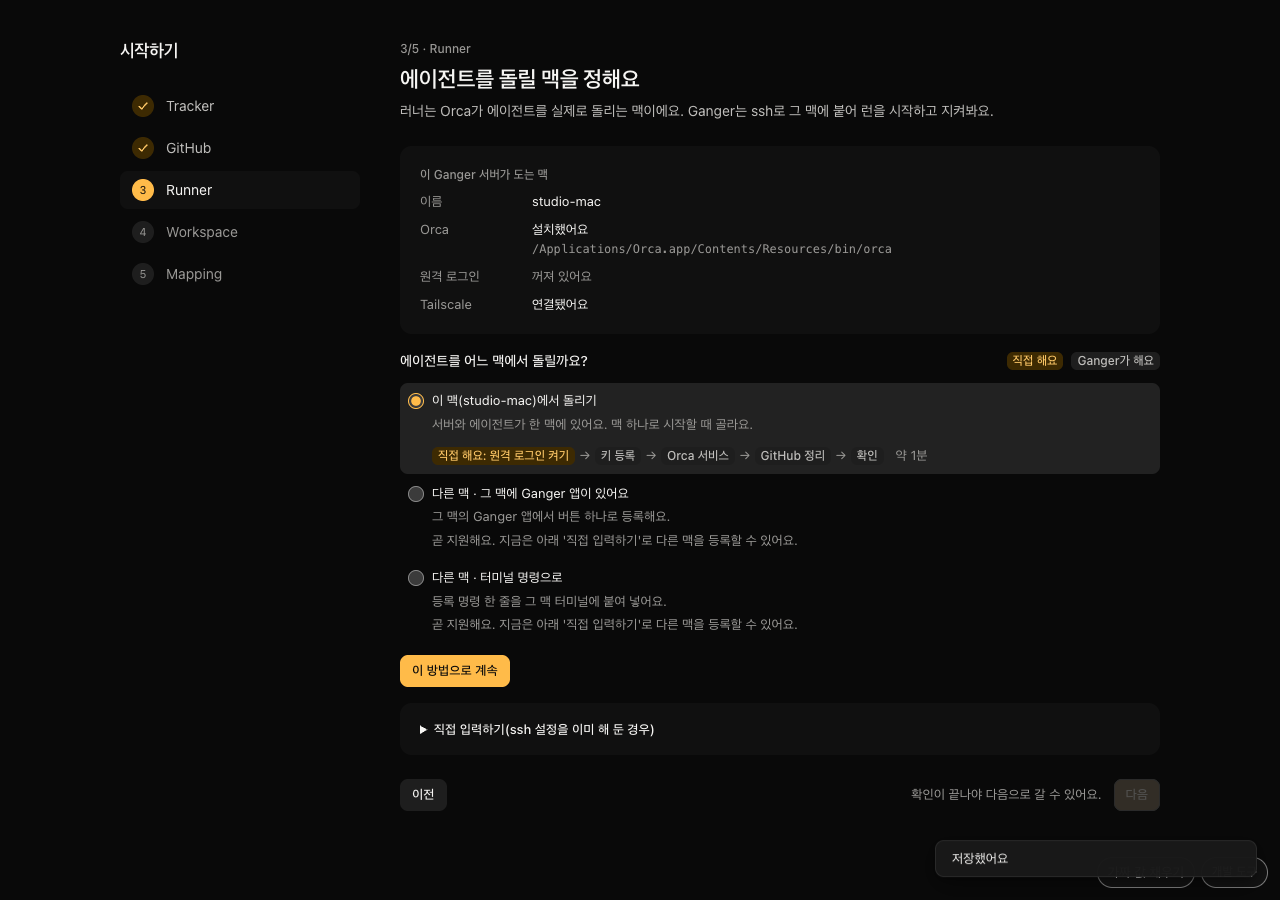 시작하기
Tracker
GitHub
3 Runner
4 Workspace
5 Mapping
3/5 · Runner
에이전트를 돌릴 맥을 정해요
러너는 Orca가 에이전트를 실제로 돌리는 맥이에요. Ganger는 ssh로 그 맥에 붙어 런을 시작하고 지켜봐요.
이 Ganger 서버가 도는 맥
이름 studio-mac
Orca 설치했어요
/Applications/Orca.app/Contents/Resources/bin/orca
원격 로그인 꺼져 있어요
Tailscale 연결됐어요
에이전트를 어느 맥에서 돌릴까요? 직접 해요 Ganger가 해요
이 맥(studio-mac)에서 돌리기
서버와 에이전트가 한 맥에 있어요. 맥 하나로 시작할 때 골라요.
직접 해요: 원격 로그인 켜기 → 키 등록 → Orca 서비스 → GitHub 정리 → 확인 약 1분
다른 맥 · 그 맥에 Ganger 앱이 있어요
그 맥의 Ganger 앱에서 버튼 하나로 등록해요.
곧 지원해요. 지금은 아래 '직접 입력하기'로 다른 맥을 등록할 수 있어요.
다른 맥 · 터미널 명령으로
등록 명령 한 줄을 그 맥 터미널에 붙여 넣어요.
곧 지원해요. 지금은 아래 '직접 입력하기'로 다른 맥을 등록할 수 있어요.
이 방법으로 계속
▶ 직접 입력하기(ssh 설정을 이미 해 둔 경우)
이전 확인이 끝나야 다음으로 갈 수 있어요. 다음
저장했어요